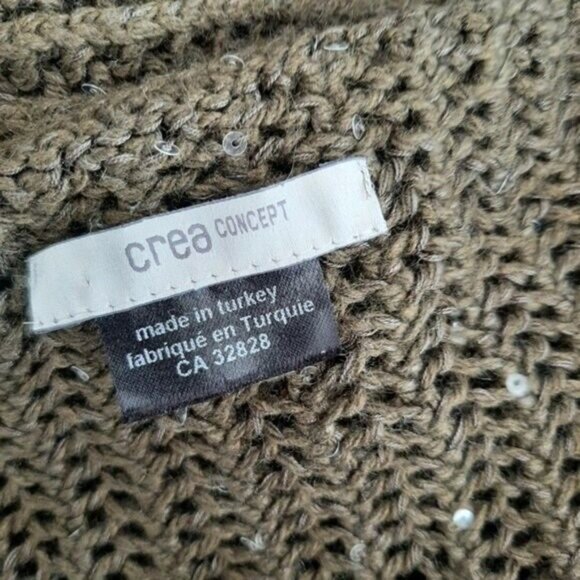 crea CONCEPT
made in turkey
fabriqué en Turquie
CA 32828